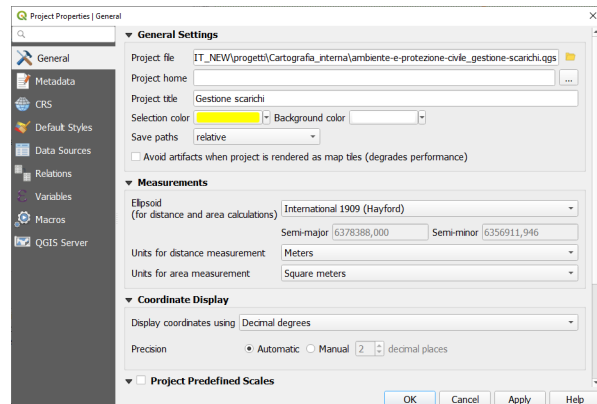 Project Properties | General
General
Metadata
CRS
Default Styles
Data Sources
Relations
Variables
Macros
QGIS Server
General Settings
Project file IT_NEW\progetti\Cartografia_interna\ambiente-e-protezione-civile_gestione-scarichi.qgs
Project home ...
Project title Gestione scarichi
Selection color Background color
Save paths relative
Avoid artifacts when project is rendered as map tiles (degrades performance)
Measurements
Ellipsoid
(for distance and area calculations) International 1909 (Hayford)
Semi-major 6378388,000 Semi-minor 6356911,946
Units for distance measurement Meters
Units for area measurement Square meters
Coordinate Display
Display coordinates using Decimal degrees
Precision Automatic Manual 2 decimal places
Project Predefined Scales
OK Cancel Apply Help